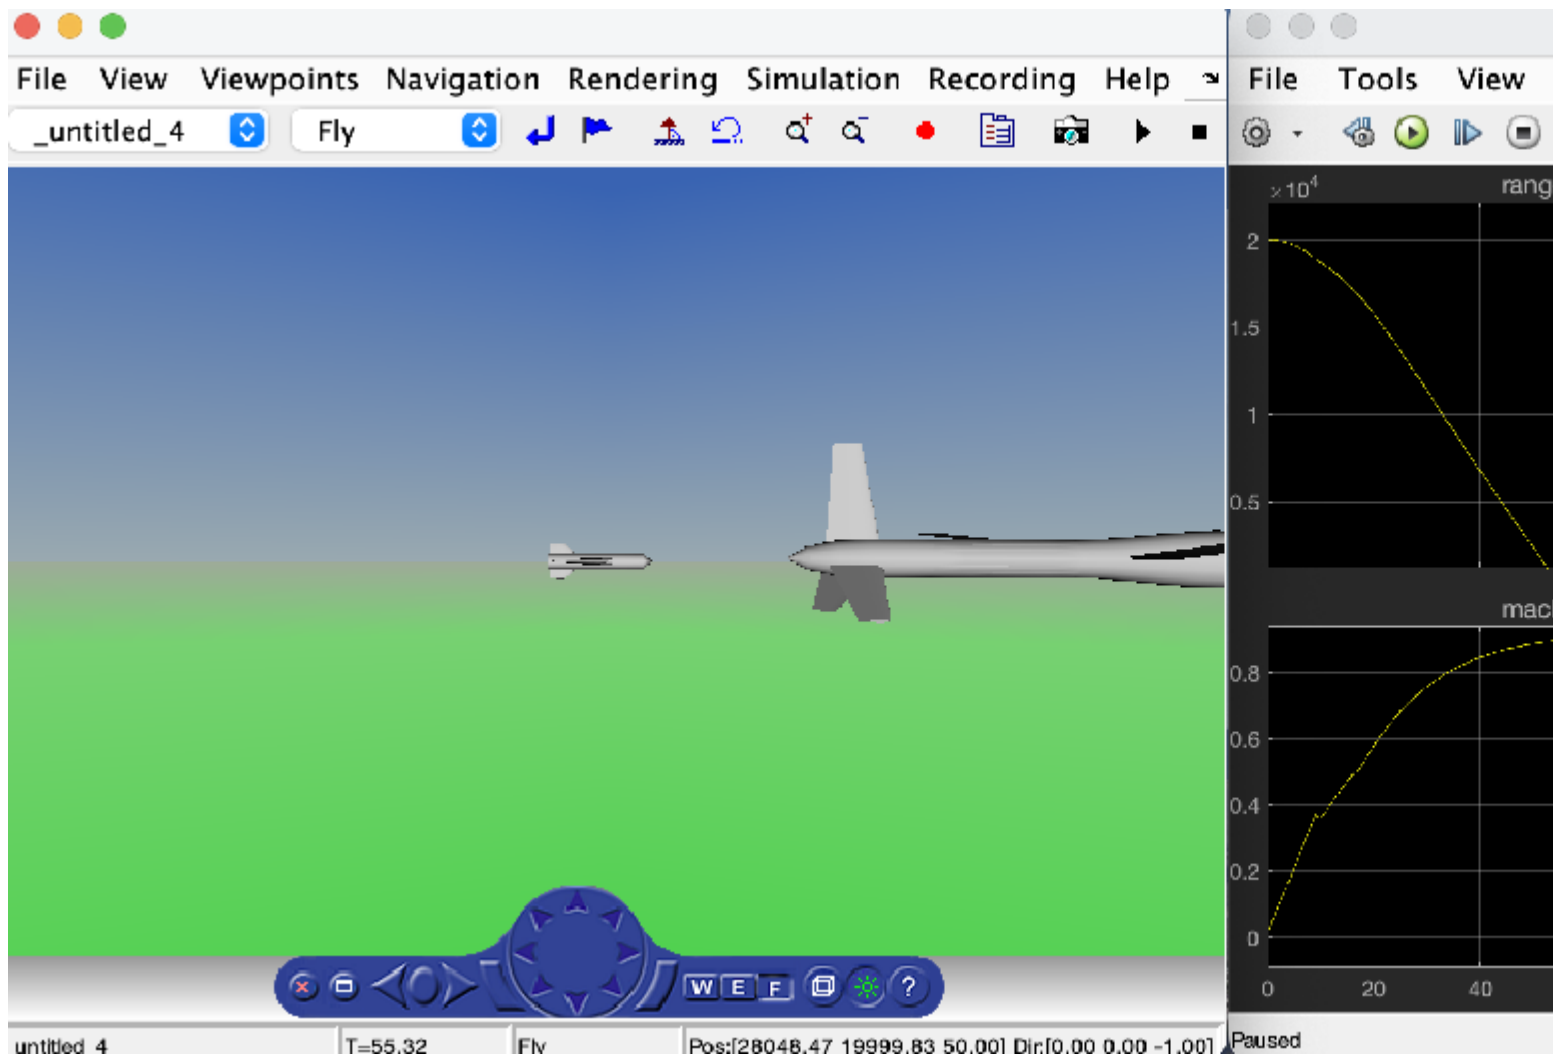 File View Viewpoints Navigation Rendering Simulation Recording Help
_untitled_4 Fly
W E F ?
untitled_4 T=55.32 Fly Pos:[28048.47 19999.83 50.00] Dir:[0.00 0.00 -1.00]
File Tools View
×10⁴ rang
2
1.5
1
0.5
mac
0.8
0.6
0.4
0.2
0
0 20 40
Paused